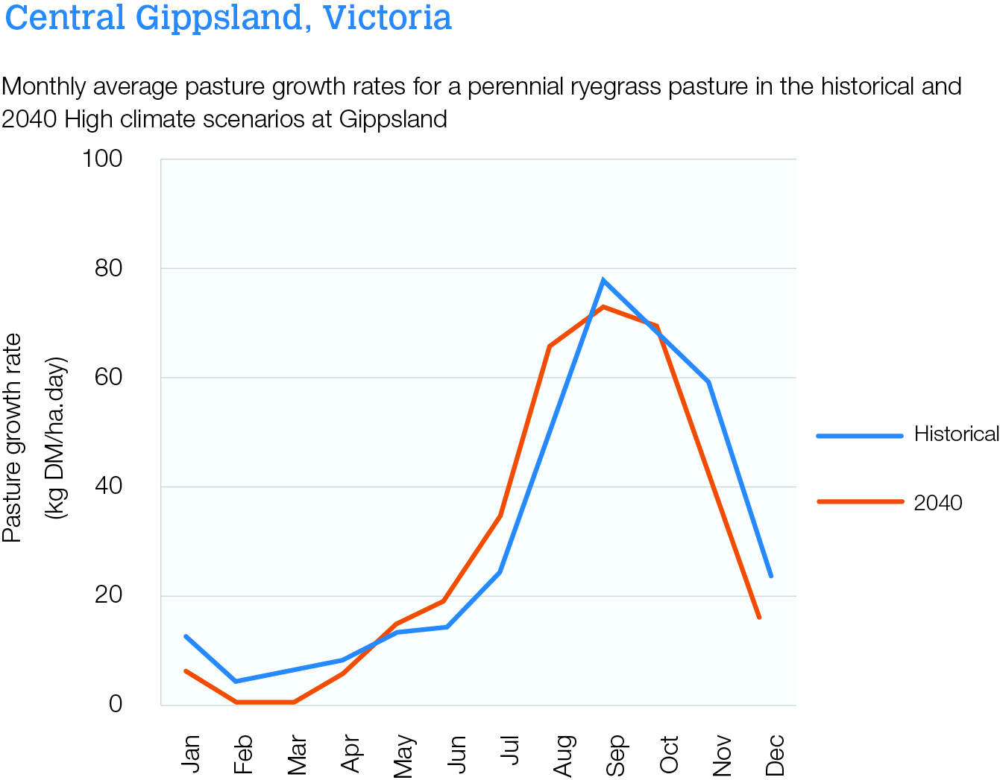 Central Gippsland, Victoria
Monthly average pasture growth rates for a perennial ryegrass pasture in the historical and
2040 High climate scenarios at Gippsland
100
80
60
40
20
0
Pasture growth rate
(kg DM/ha.day)
Jan
Feb
Mar
Apr
May
Jun
Jul
Aug
Sep
Oct
Nov
Dec
Historical
2040